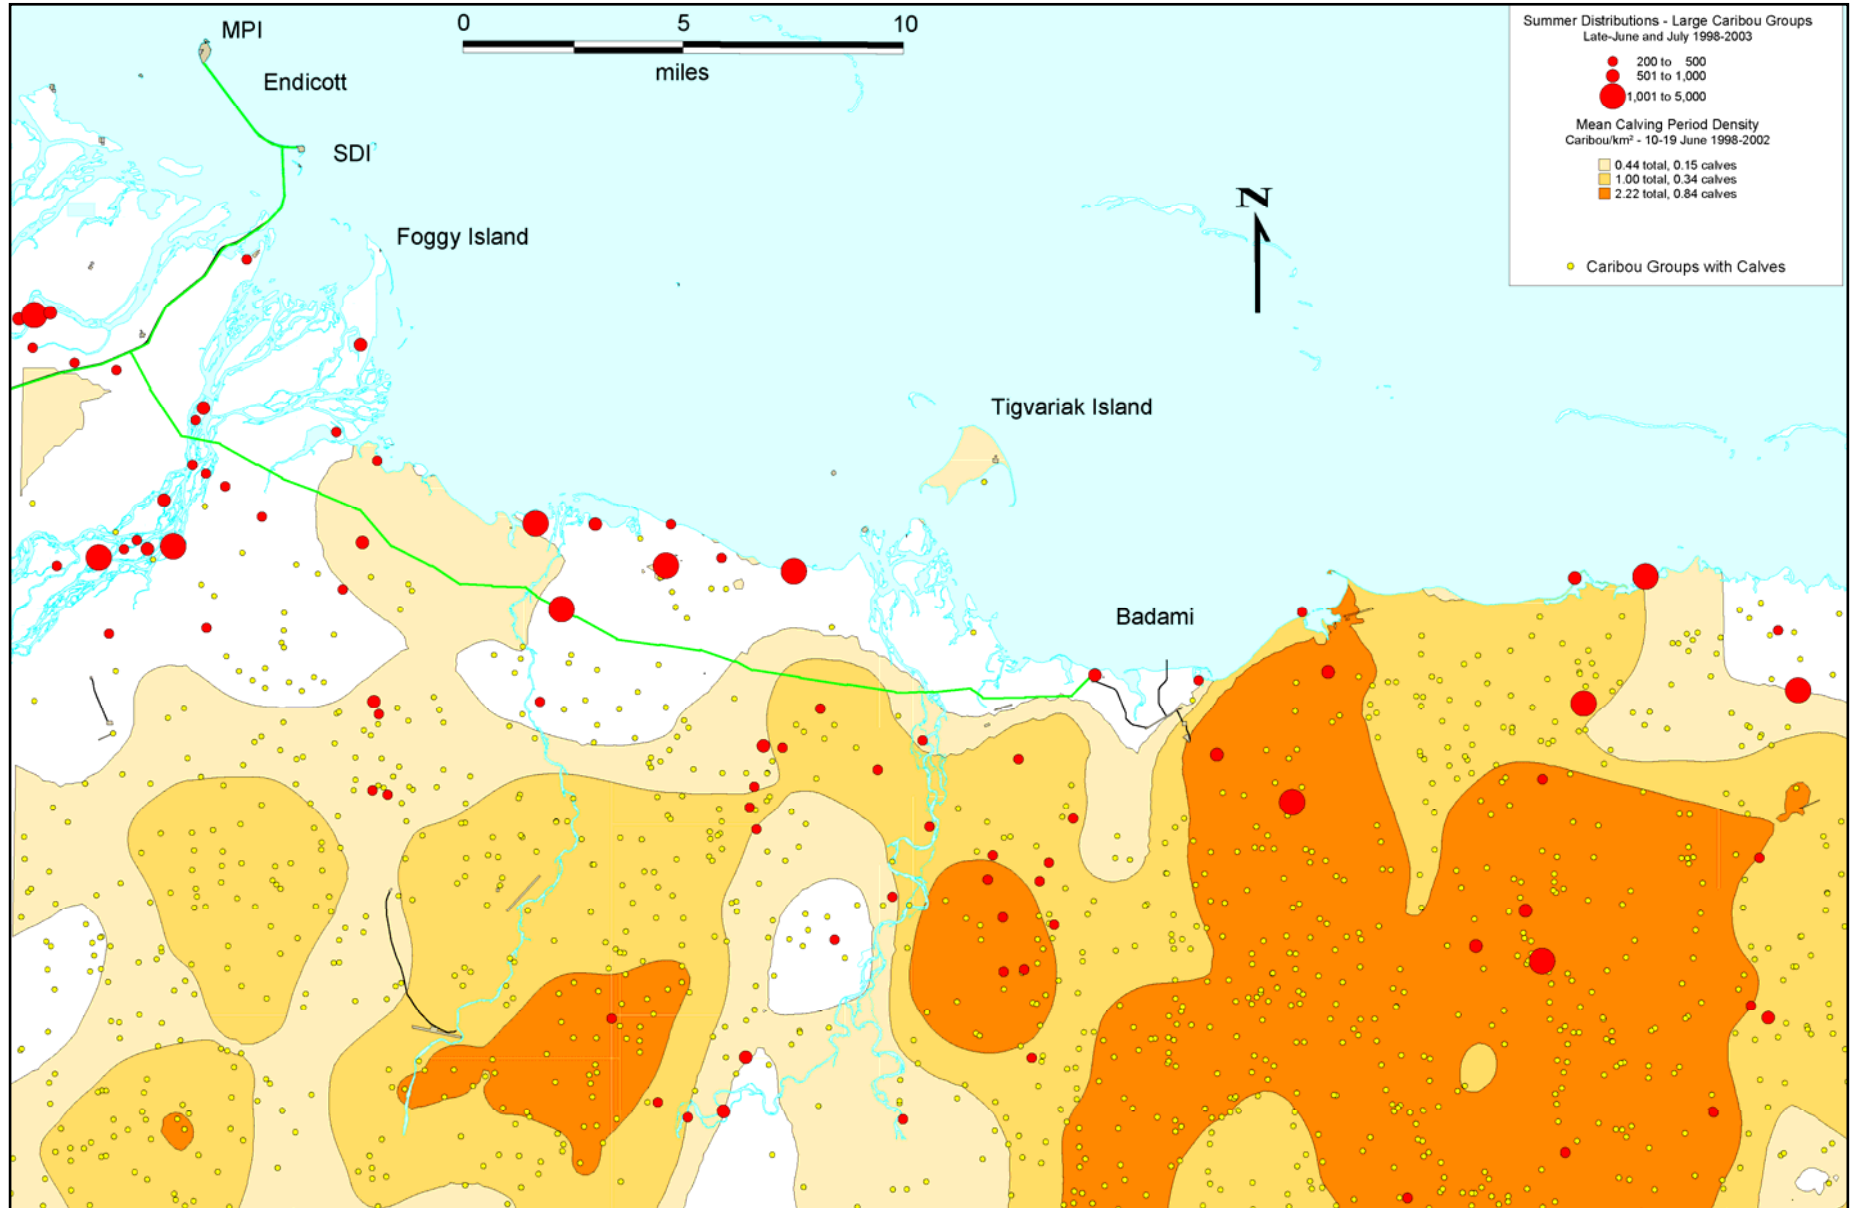 MPI
0 5 10
miles
Endicott
SDI
Foggy Island
N
Tigvariak Island
Badami
Summer Distributions - Large Caribou Groups
Late-June and July 1998-2003
200 to 500
501 to 1,000
1,001 to 5,000
Mean Calving Period Density
Caribou/km² - 10-19 June 1998-2002
0.44 total, 0.15 calves
1.00 total, 0.34 calves
2.22 total, 0.84 calves
Caribou Groups with Calves